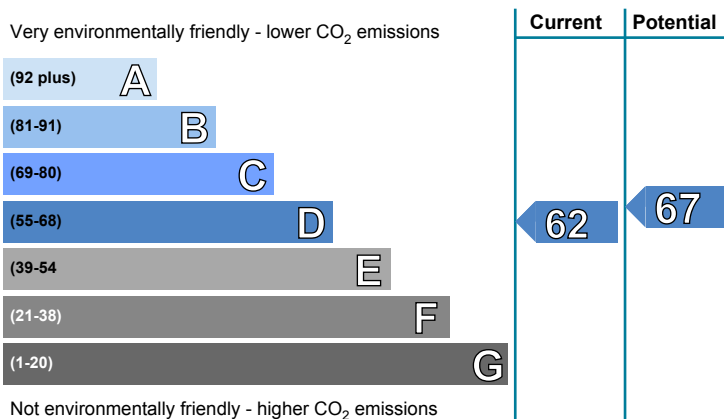 Current Potential
Very environmentally friendly - lower CO₂ emissions
(92 plus) A
(81-91) B
(69-80) C
(55-68) D
62 67
(39-54 E
(21-38) F
(1-20) G
Not environmentally friendly - higher CO₂ emissions